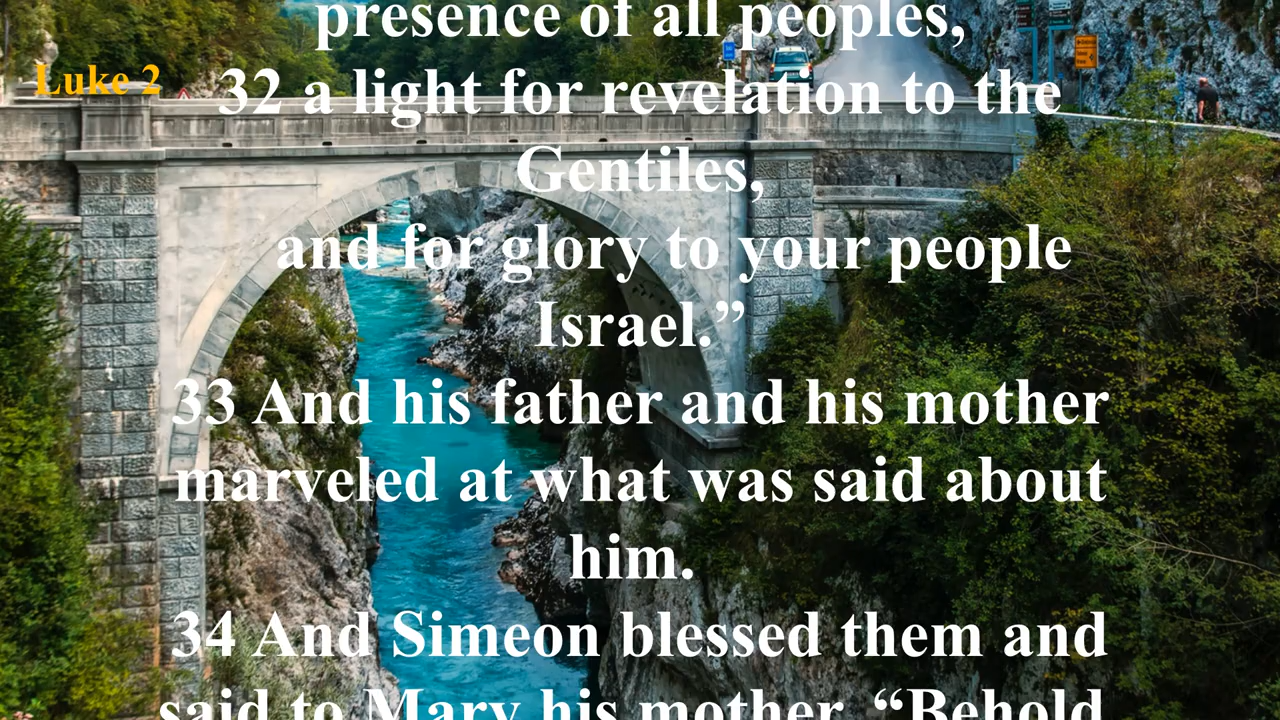 presence of all peoples,
Luke 2
32 a light for revelation to the
Gentiles,
and for glory to your people
Israel.”
33 And his father and his mother
marveled at what was said about
him.
34 And Simeon blessed them and
said to Mary his mother, “Behold,